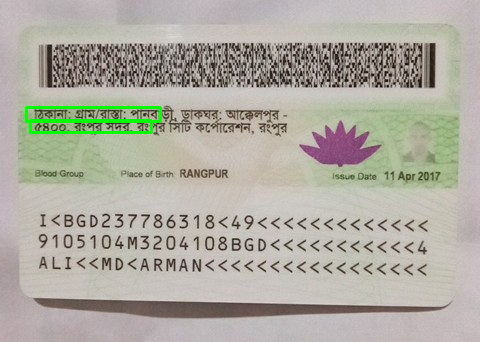 ঠিকানা: গ্রাম/রাস্তা: পানবাড়ী, ডাকঘর: আক্কেলপুর -
৫৪০০, রংপুর সদর, রংপুর সিটি কর্পোরেশন, রংপুর
Blood Group Place of Birth RANGPUR Issue Date 11 Apr 2017
I<BGD237786318<49<<<<<<<<<<<<<
9105104M3204108BGD<<<<<<<<<<<4
ALI<<MD<ARMAN<<<<<<<<<<<<<<<<<